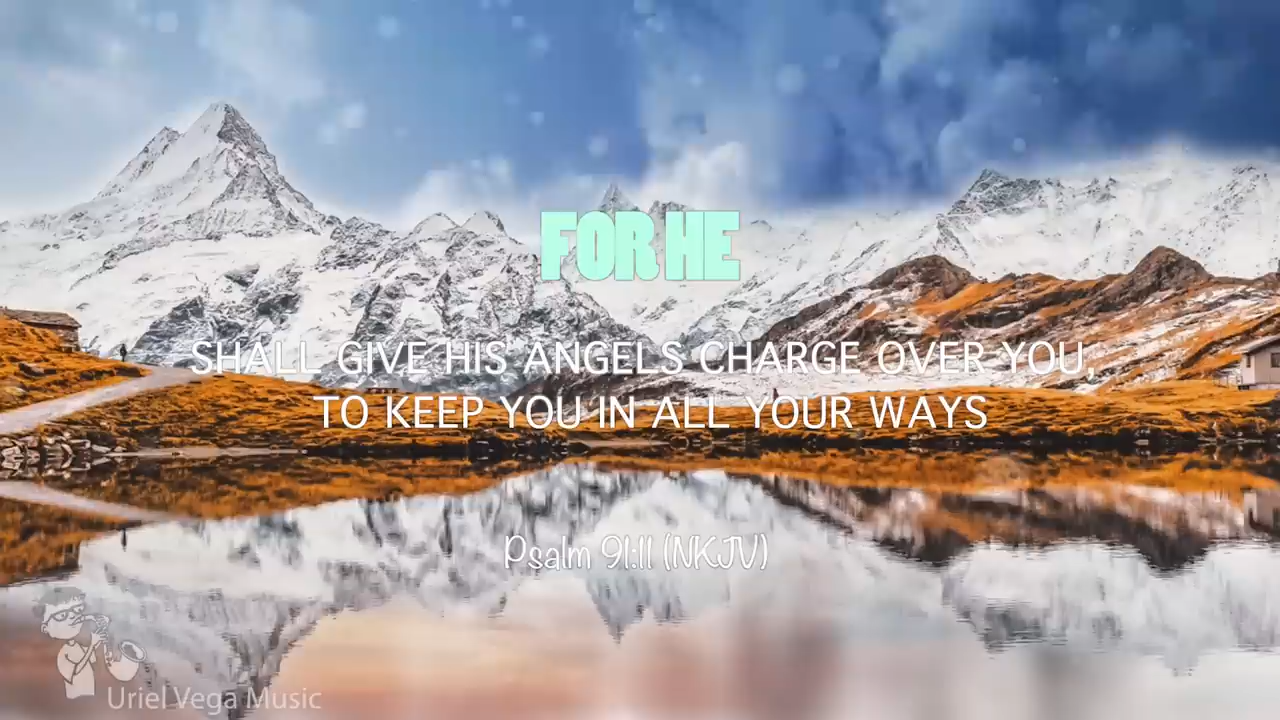 FOR HE
SHALL GIVE HIS ANGELS CHARGE OVER YOU,
TO KEEP YOU IN ALL YOUR WAYS
Psalm 91:11 (NKJV)
Uriel Vega Music